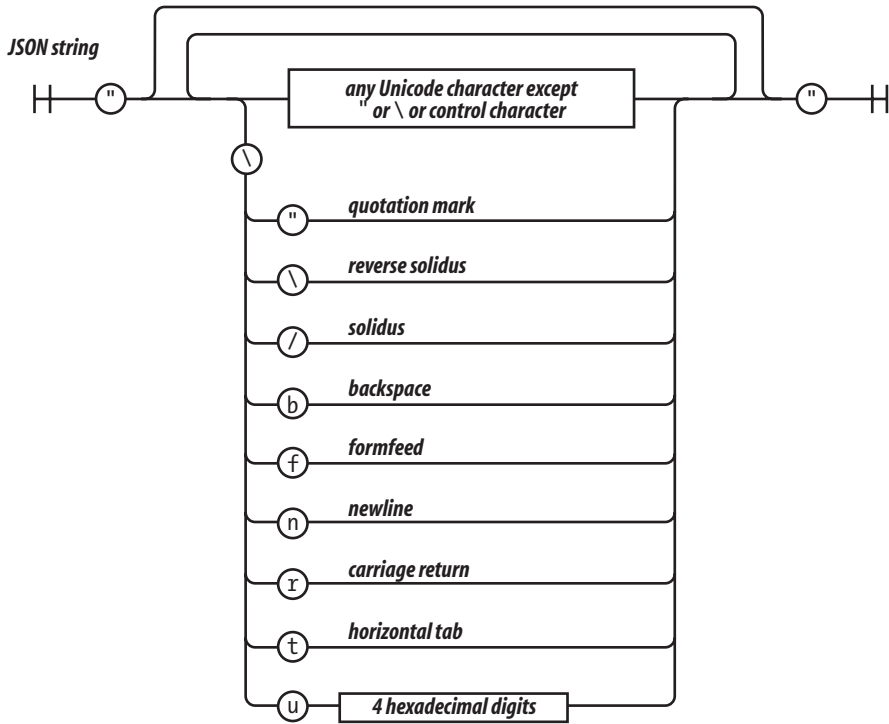 JSON string
" any Unicode character except "
" or \ or control character
\
" quotation mark
\ reverse solidus
/ solidus
b backspace
f formfeed
n newline
r carriage return
t horizontal tab
u 4 hexadecimal digits